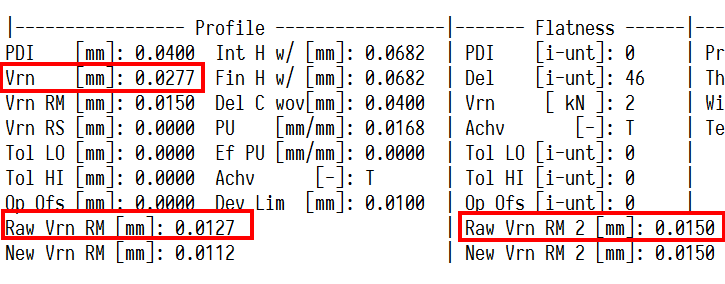 |----------------- Profile -----------------|------- Flatness -------|-----
PDI [mm]: 0.0400 Int H w/ [mm]: 0.0682 | PDI [i-unt]: 0 | Pr
Vrn [mm]: 0.0277 Fin H w/ [mm]: 0.0682 | Del [i-unt]: 46 | Th
Vrn RM [mm]: 0.0150 Del C wov[mm]: 0.0400 | Vrn [ kN ]: 2 | Wi
Vrn RS [mm]: 0.0000 PU [mm/mm]: 0.0168 | Achv [-]: T | Te
Tol LO [mm]: 0.0000 Ef PU [mm/mm]: 0.0000 | Tol LO [i-unt]: 0 |
Tol HI [mm]: 0.0000 Achv [-]: T | Tol HI [i-unt]: 0 |
Op Ofs [mm]: 0.0000 Dev Lim [mm]: 0.0100 | Op Ofs [i-unt]: 0 |
Raw Vrn RM [mm]: 0.0127 | Raw Vrn RM 2 [mm]: 0.0150
New Vrn RM [mm]: 0.0112 | New Vrn RM 2 [mm]: 0.0150